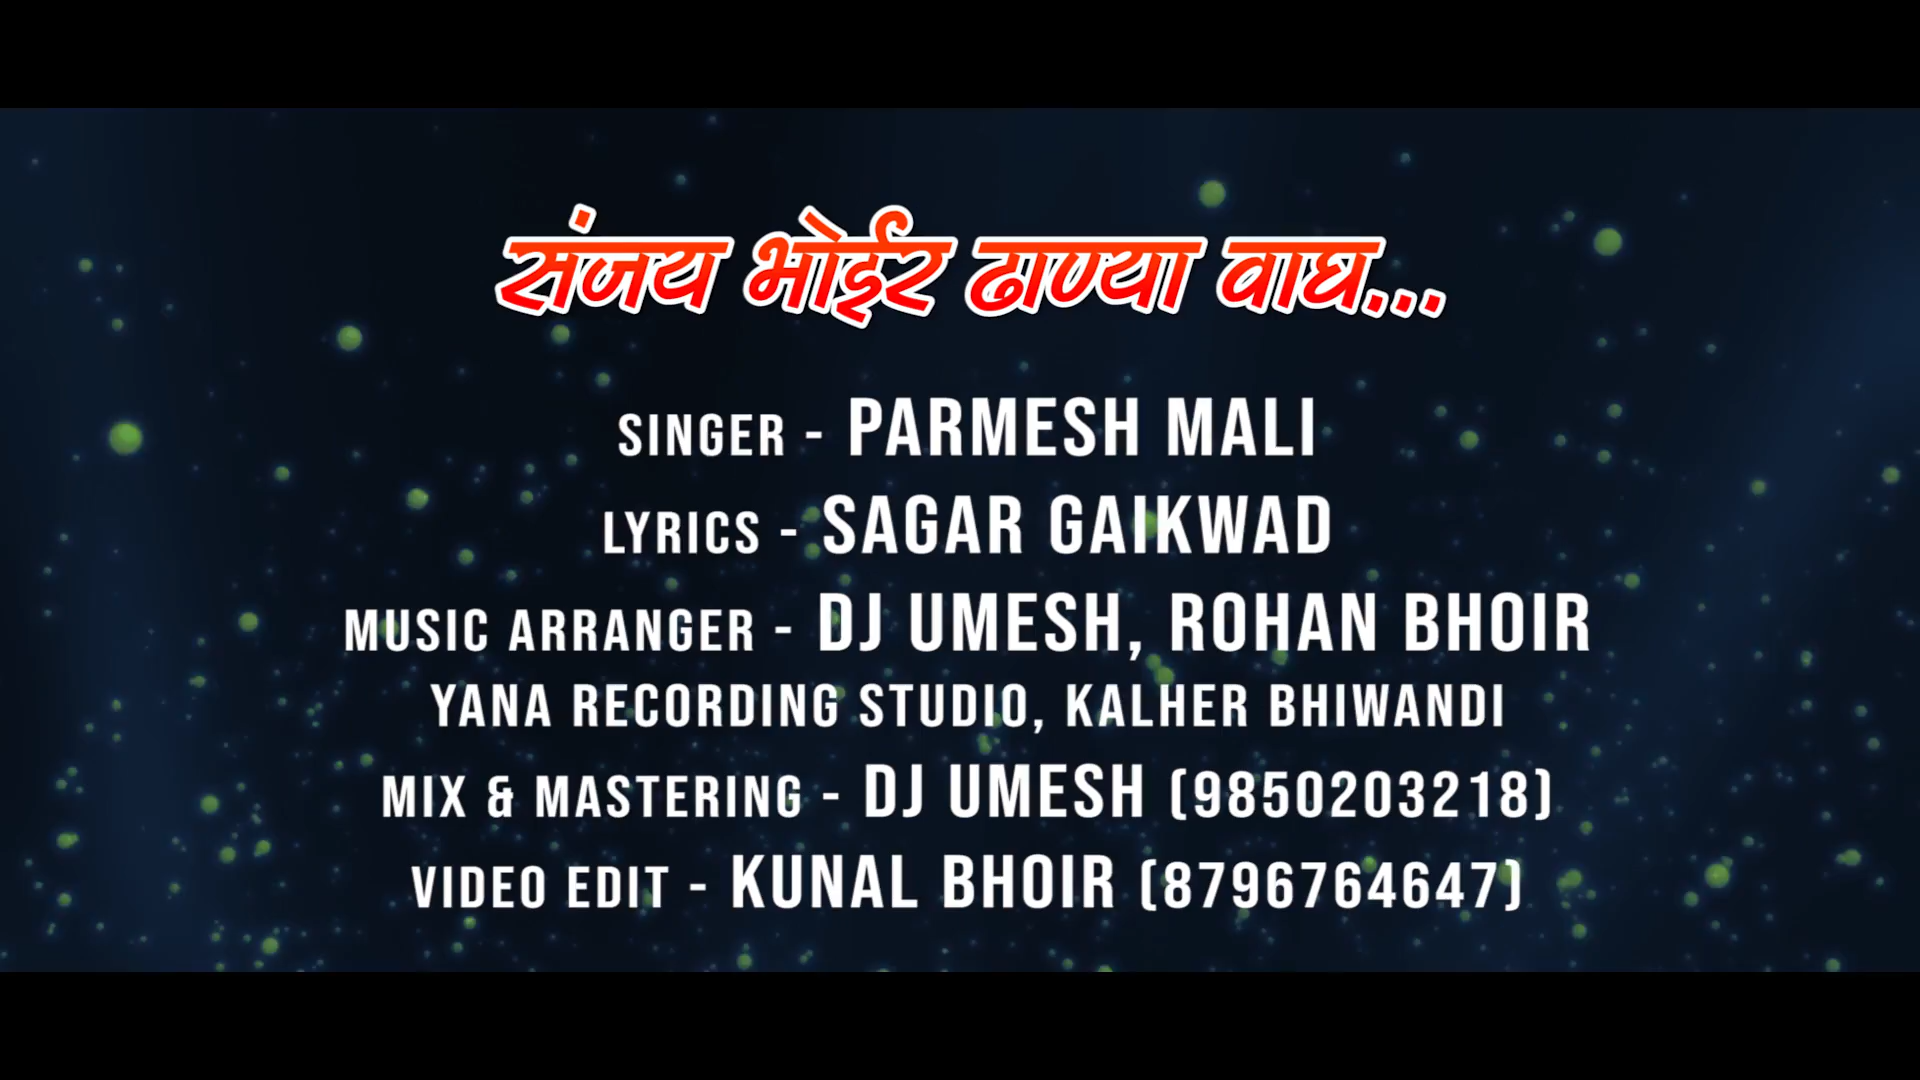 संजय भोईर ढाण्या वाघ...
SINGER - PARMESH MALI
LYRICS - SAGAR GAIKWAD
MUSIC ARRANGER - DJ UMESH, ROHAN BHOIR
YANA RECORDING STUDIO, KALHER BHIWANDI
MIX & MASTERING - DJ UMESH (9850203218)
VIDEO EDIT - KUNAL BHOIR (8796764647)